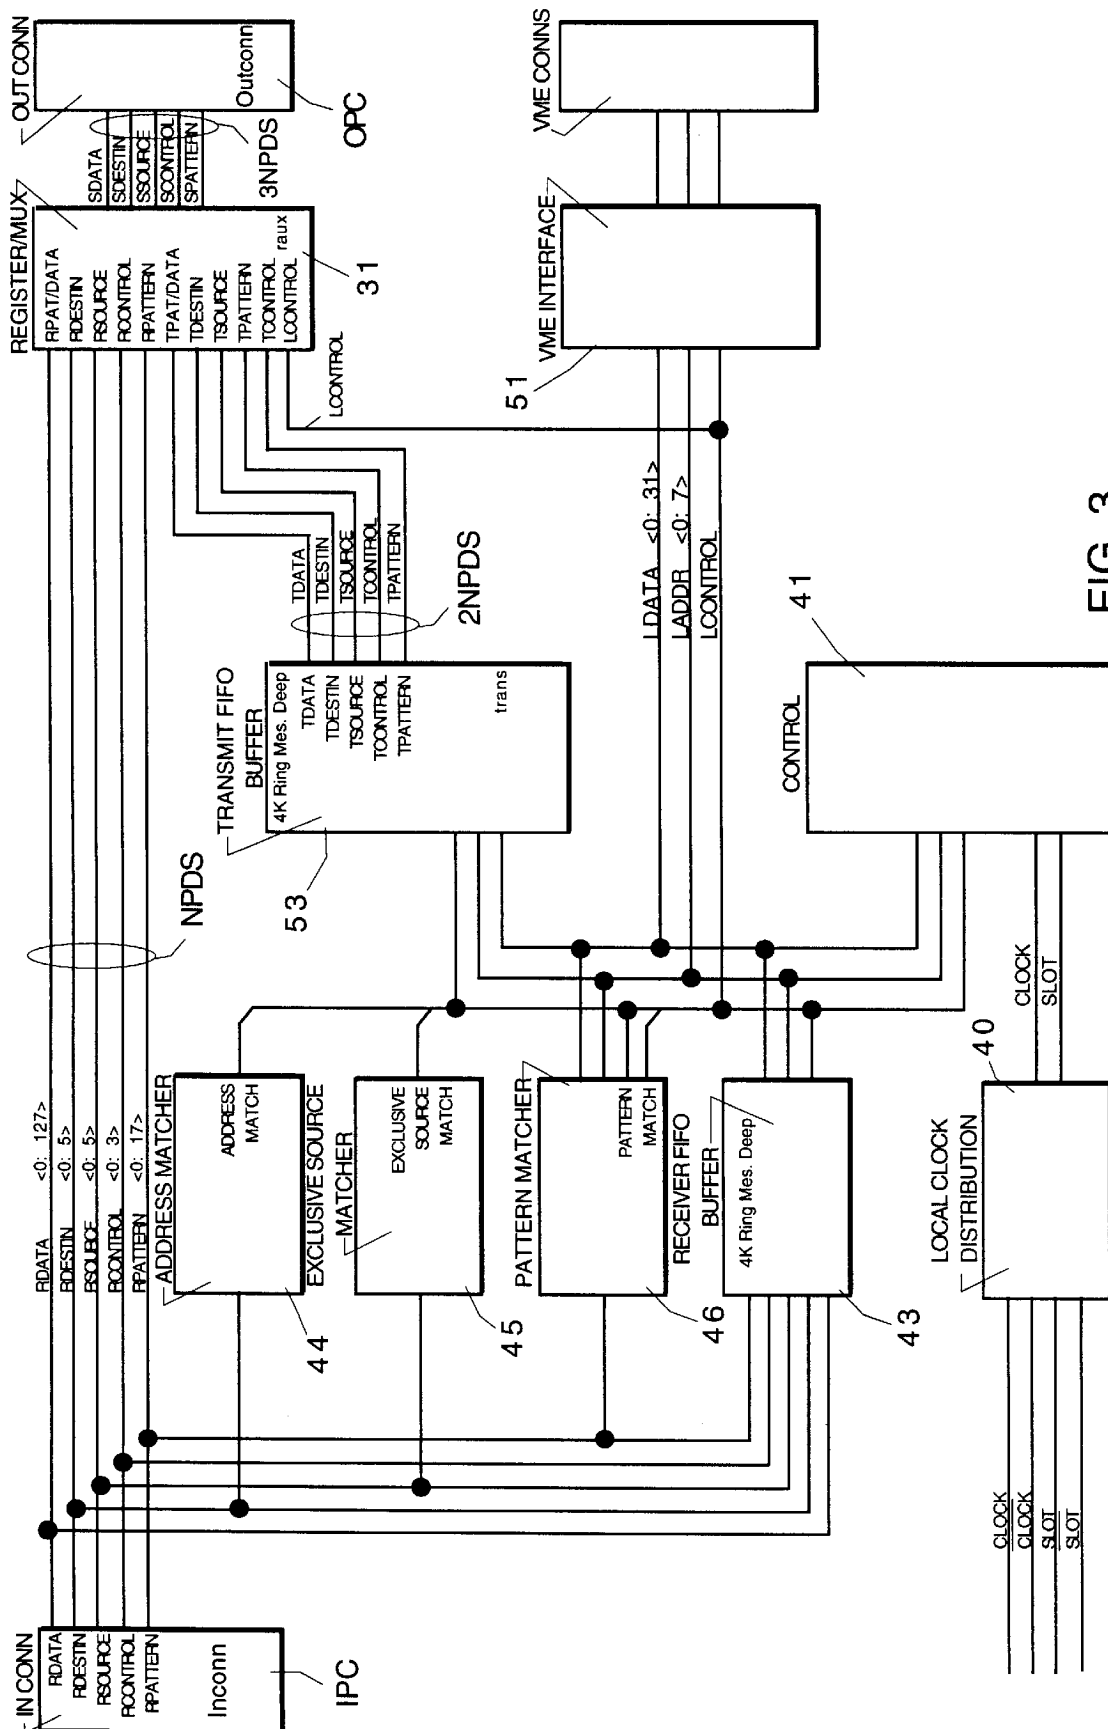 IN CONN
RDATA
RDESTIN
RSOURCE
RCONTROL
RPATTERN
Inconn
IPC
RDATA <0: 127>
RDESTIN <0: 5>
RSOURCE <0: 5>
RCONTROL <0: 3>
RPATTERN <0: 17>
NPDS
ADDRESS MATCHER
ADDRESS
MATCH
44
EXCLUSIVE SOURCE
MATCHER
EXCLUSIVE
SOURCE
MATCH
45
PATTERN MATCHER
PATTERN
MATCH
46
RECEIVER FIFO
BUFFER
4K Ring Mes. Deep
43
LOCAL CLOCK
DISTRIBUTION
40
CLOCK
CLOCK
SLOT
SLOT
CLOCK
SLOT
TRANSMIT FIFO
BUFFER
4K Ring Mes. Deep
TDATA
TDESTIN
TSOURCE
TCONTROL
TPATTERN
trans
53
TDATA
TDESTIN
TSOURCE
TCONTROL
TPATTERN
2NPDS
LDATA <0: 31>
LADDR <0: 7>
LCONTROL
CONTROL
41
REGISTER/MUX
RPAT/DATA
RDESTIN
RSOURCE
RCONTROL
RPATTERN
TPAT/DATA
TDESTIN
TSOURCE
TPATTERN
TCONTROL
LCONTROL
raux
31
LCONTROL
SDATA
SDESTIN
SSOURCE
SCONTROL
SPATTERN
3NPDS
OUT CONN
Outconn
OPC
VME INTERFACE
51
VME CONNS
FIG. 3